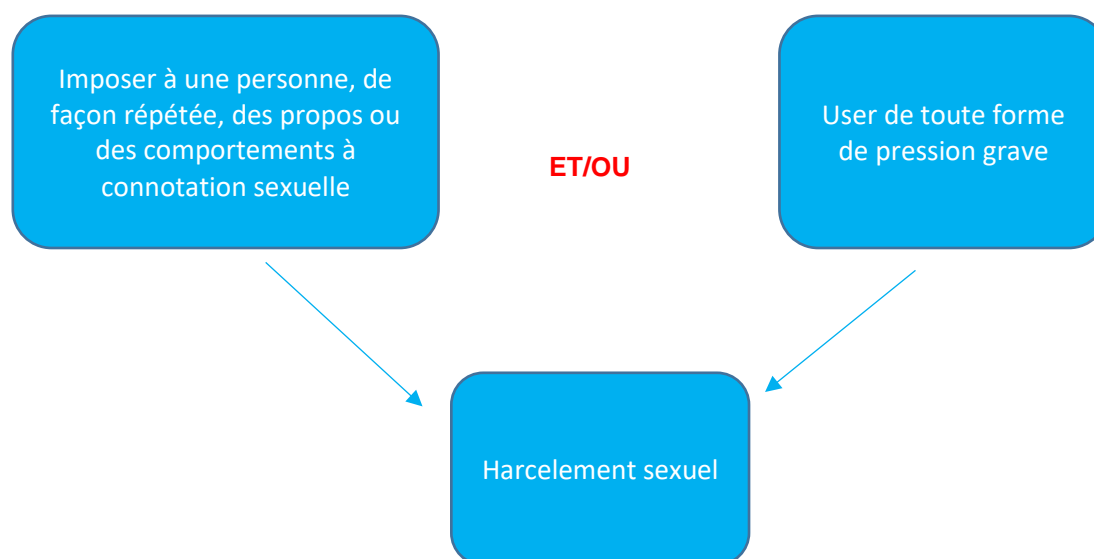 Imposer à une personne, de
façon répétée, des propos ou
des comportements à
connotation sexuelle
ET/OU
User de toute forme
de pression grave
Harcelement sexuel